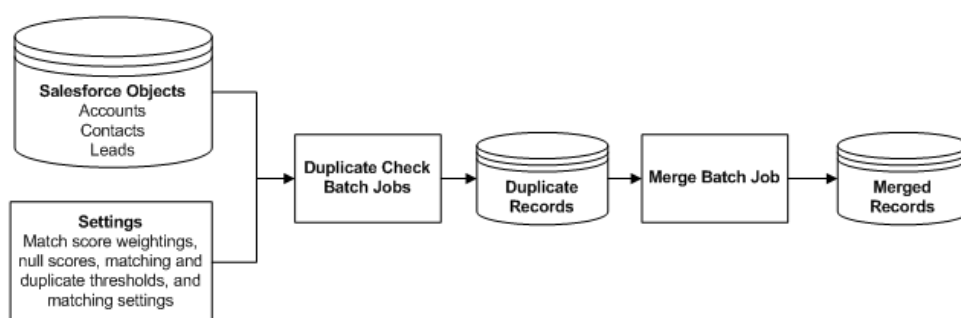 Salesforce Objects
Accounts
Contacts
Leads
Settings
Match score weightings,
null scores, matching and
duplicate thresholds, and
matching settings
Duplicate Check
Batch Jobs
Duplicate
Records
Merge Batch Job
Merged
Records